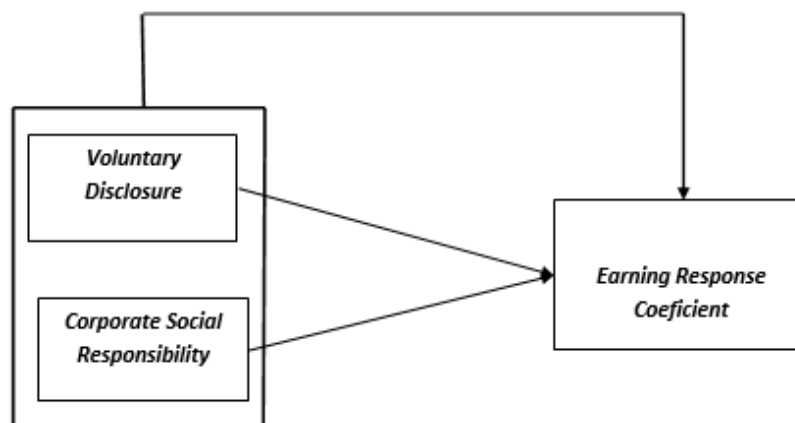 Voluntary
Disclosure
Corporate Social
Responsibility
Earning Response
Coeficient